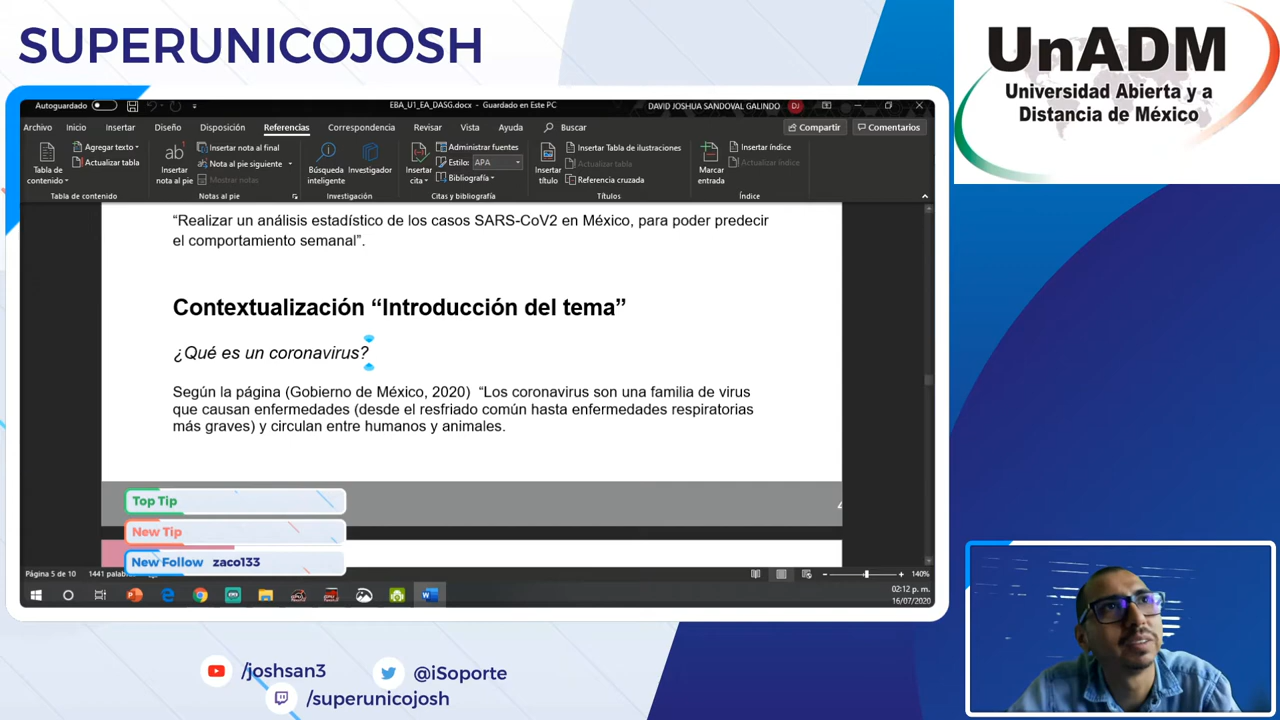 SUPERUNICOJOSH
UnADM
Universidad Abierta y a
Distancia de México
Autoguardado
EBA_U1_EA_DASG.docx - Guardado en Este PC
DAVID JOSHUA SANDOVAL GALINDO DJ
Archivo Inicio Insertar Diseño Disposición Referencias Correspondencia Revisar Vista Ayuda Buscar Compartir Comentarios
Tabla de contenido
Agregar texto
Actualizar tabla
Tabla de contenido
ab
Insertar nota al pie
Insertar nota al final
Nota al pie siguiente
Mostrar notas
Notas al pie
Búsqueda inteligente
Investigador
Investigación
Insertar cita
Administrar fuentes
Estilo: APA
Bibliografía
Citas y bibliografía
Insertar título
Insertar Tabla de ilustraciones
Actualizar tabla
Referencia cruzada
Títulos
Marcar entrada
Insertar índice
Actualizar índice
Índice
“Realizar un análisis estadístico de los casos SARS-CoV2 en México, para poder predecir
el comportamiento semanal”.
Contextualización “Introducción del tema”
¿Qué es un coronavirus?
Según la página (Gobierno de México, 2020) “Los coronavirus son una familia de virus
que causan enfermedades (desde el resfriado común hasta enfermedades respiratorias
más graves) y circulan entre humanos y animales.
Top Tip
New Tip
New Follow zaco133
Página 5 de 10 1441 palabras
140%
02:12 p. m.
16/07/2020
/joshsan3
@iSoporte
/superunicojosh